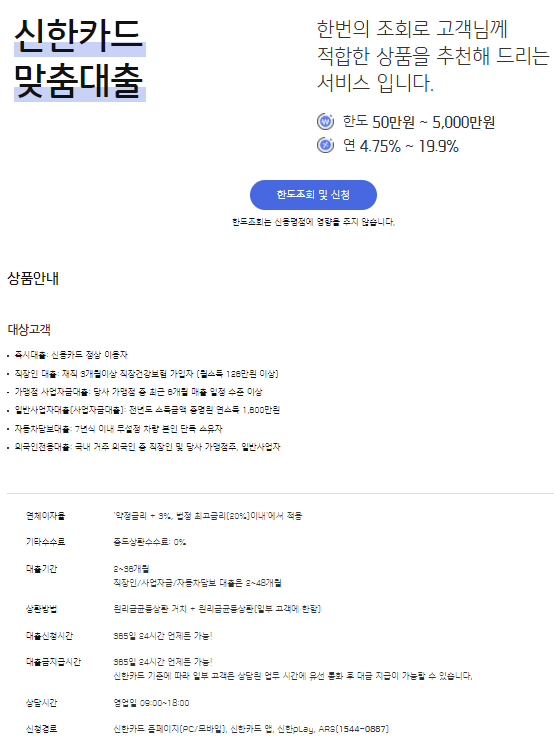 신한카드
맞춤대출
한번의 조회로 고객님께
적합한 상품을 추천해 드리는
서비스 입니다.
한도 50만원 ~ 5,000만원
연 4.75% ~ 19.9%
한도조회 및 신청
한도조회는 신용평점에 영향을 주지 않습니다.
상품안내
대상고객
• 즉시대출: 신용카드 정상 이용자
• 직장인 대출: 재직 3개월이상 직장건강보험 가입자 (월소득 126만원 이상)
• 가맹점 사업자금대출: 당사 가맹점 중 최근 6개월 매출 일정 수준 이상
• 일반사업자대출(사업자금대출): 전년도 소득금액 증명원 연소득 1,600만원
• 자동차담보대출: 7년식 이내 무설정 차량 본인 단독 소유자
• 외국인전용대출: 국내 거주 외국인 중 직장인 및 당사 가맹점주, 일반사업자
연체이자율 '약정금리 + 3%, 법정 최고금리(20%)이내'에서 적용
기타수수료 중도상환수수료: 0%
대출기간 2~36개월
직장인/사업자금/자동차담보 대출은 2~48개월
상환방법 원리금균등상환 거치 + 원리금균등상환(일부 고객에 한함)
대출신청시간 365일 24시간 언제든 가능!
대출금지급시간 365일 24시간 언제든 가능!
신한카드 기준에 따라 일부 고객은 상담원 업무 시간에 유선 통화 후 대금 지급이 가능할 수 있습니다.
상담시간 영업일 09:00~18:00
신청경로 신한카드 홈페이지(PC/모바일), 신한카드 앱, 신한pLay, ARS(1544-0887)